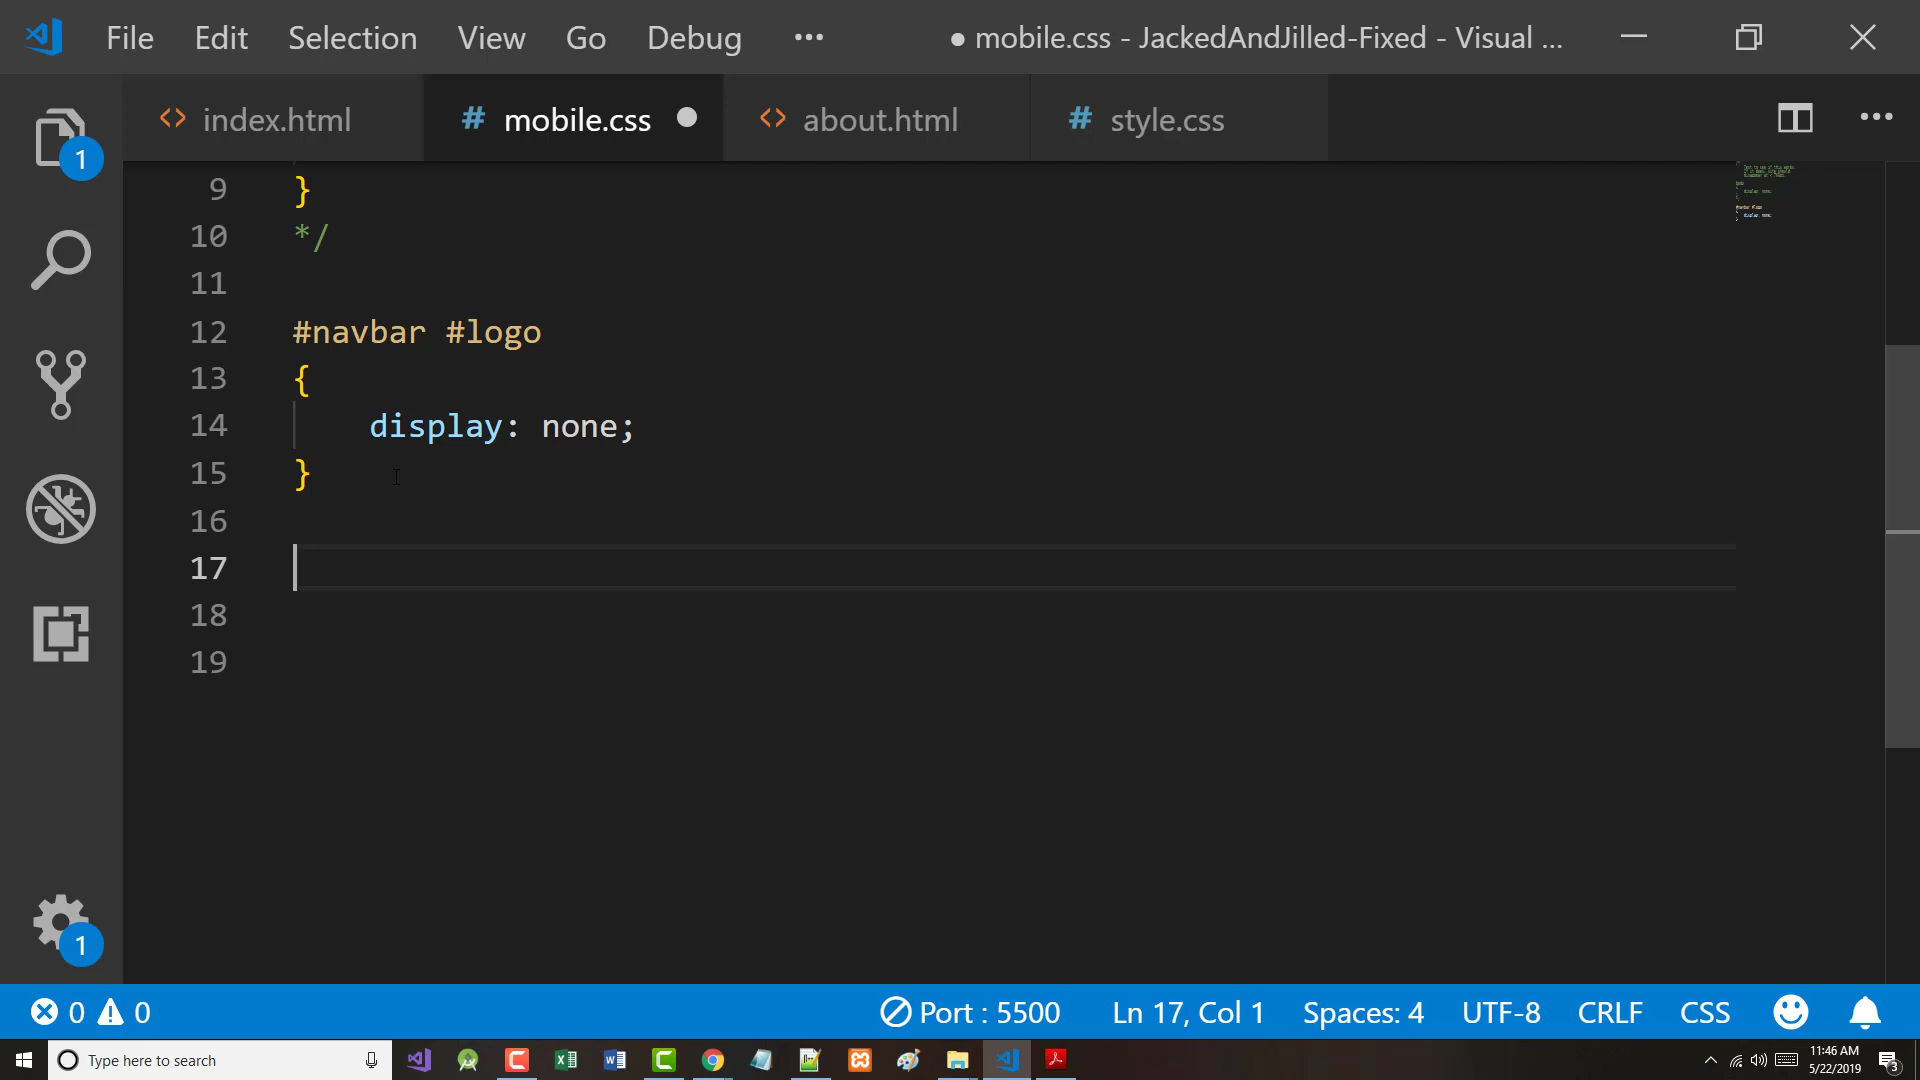 File Edit Selection View Go Debug ••• ● mobile.css - JackedAndJilled-Fixed - Visual ...
1
<> index.html # mobile.css ● <> about.html # style.css •••
9 }
10 */
11
12 #navbar #logo
13 {
14 display: none;
15 }
16
17
18
19
1
0 0 Port : 5500 Ln 17, Col 1 Spaces: 4 UTF-8 CRLF CSS
Type here to search
11:46 AM
5/22/2019
3